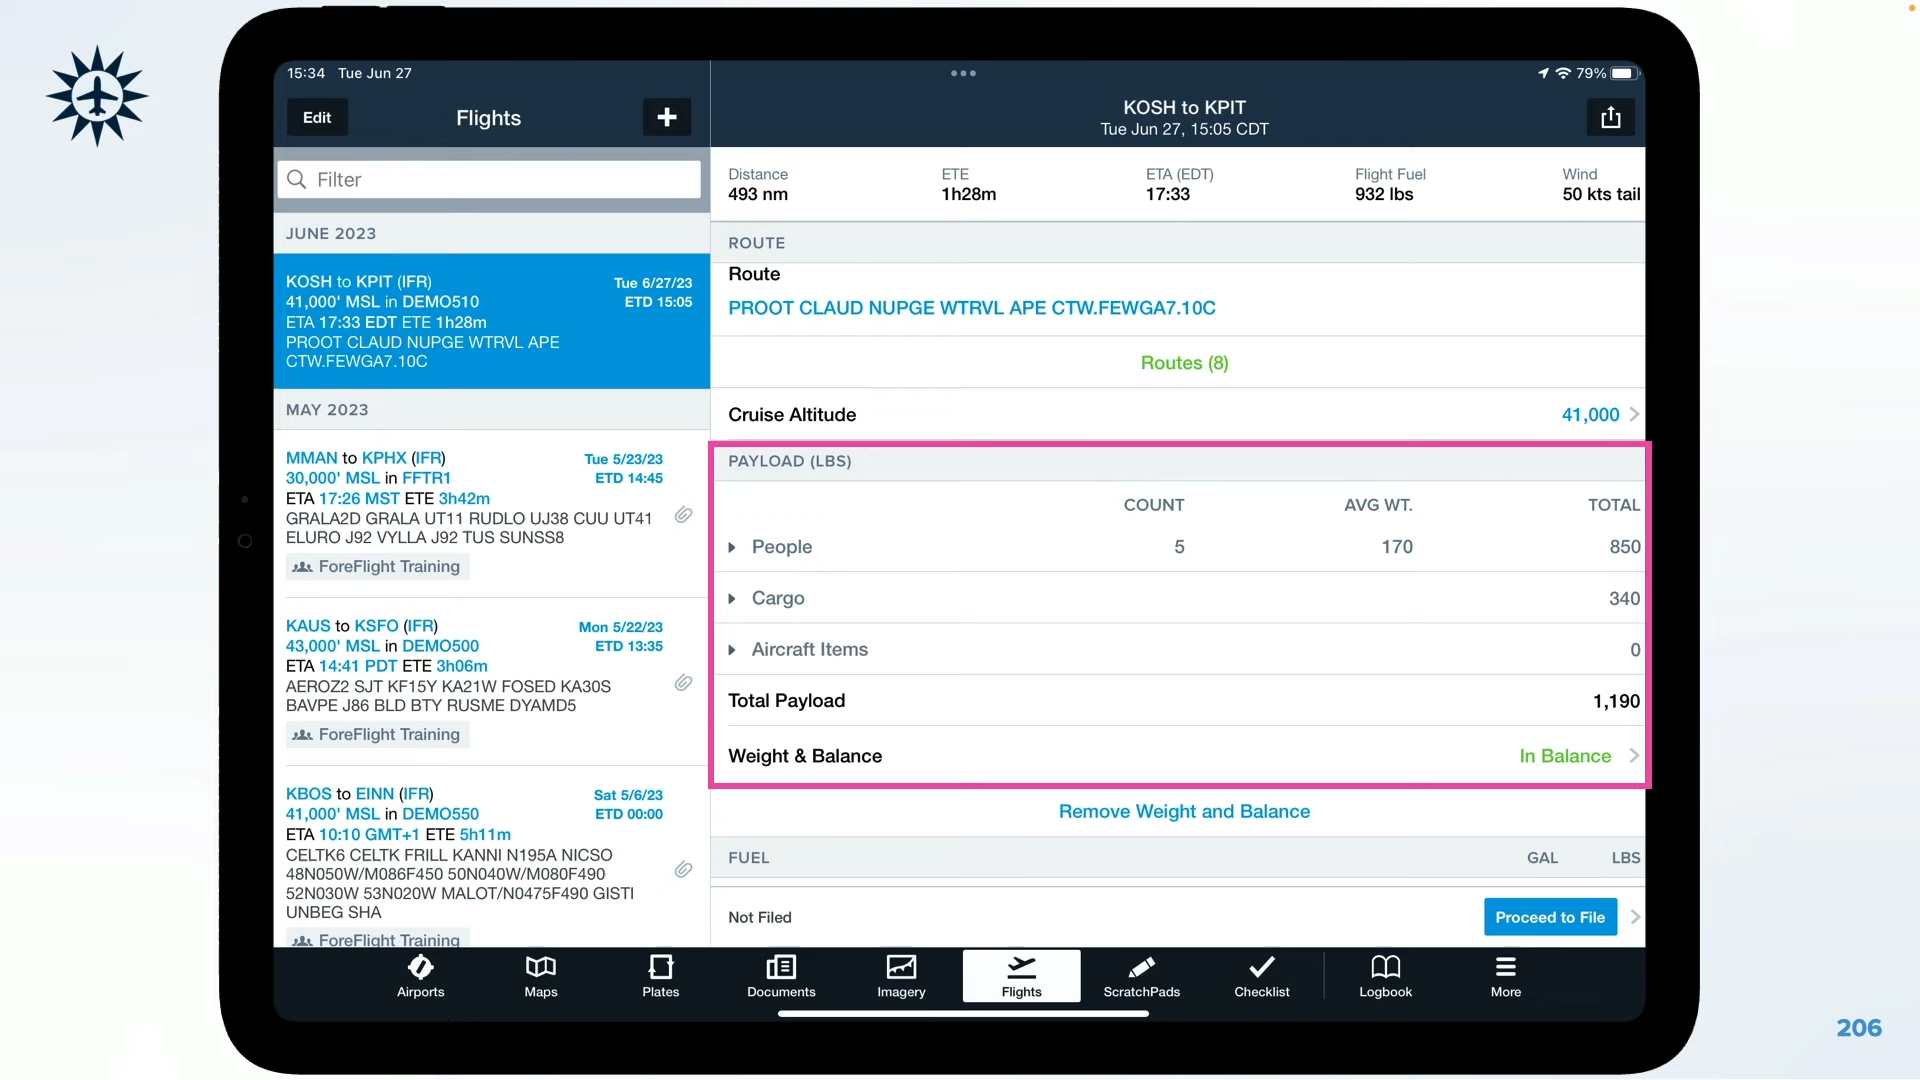 15:34 Tue Jun 27
79%
Edit
Flights
KOSH to KPIT
Tue Jun 27, 15:05 CDT
Filter
Distance
493 nm
ETE
1h28m
ETA (EDT)
17:33
Flight Fuel
932 lbs
Wind
50 kts tail
JUNE 2023
KOSH to KPIT (IFR)
Tue 6/27/23
41,000' MSL in DEMO510
ETD 15:05
ETA 17:33 EDT ETE 1h28m
PROOT CLAUD NUPGE WTRVL APE
CTW.FEWGA7.10C
MAY 2023
MMAN to KPHX (IFR)
Tue 5/23/23
30,000' MSL in FFTR1
ETD 14:45
ETA 17:26 MST ETE 3h42m
GRALA2D GRALA UT11 RUDLO UJ38 CUU UT41
ELURO J92 VYLLA J92 TUS SUNSS8
ForeFlight Training
KAUS to KSFO (IFR)
Mon 5/22/23
43,000' MSL in DEMO500
ETD 13:35
ETA 14:41 PDT ETE 3h06m
AEROZ2 SJT KF15Y KA21W FOSED KA30S
BAVPE J86 BLD BTY RUSME DYAMD5
ForeFlight Training
KBOS to EINN (IFR)
Sat 5/6/23
41,000' MSL in DEMO550
ETD 00:00
ETA 10:10 GMT+1 ETE 5h11m
CELTK6 CELTK FRILL KANNI N195A NICSO
48N050W/M086F450 50N040W/M080F490
52N030W 53N020W MALOT/N0475F490 GISTI
UNBEG SHA
ForeFlight Training
ROUTE
Route
PROOT CLAUD NUPGE WTRVL APE CTW.FEWGA7.10C
Routes (8)
Cruise Altitude 41,000
PAYLOAD (LBS)
COUNT AVG WT. TOTAL
People 5 170 850
Cargo 340
Aircraft Items 0
Total Payload 1,190
Weight & Balance In Balance
Remove Weight and Balance
FUEL GAL LBS
Not Filed Proceed to File
Airports Maps Plates Documents Imagery Flights ScratchPads Checklist Logbook More
206